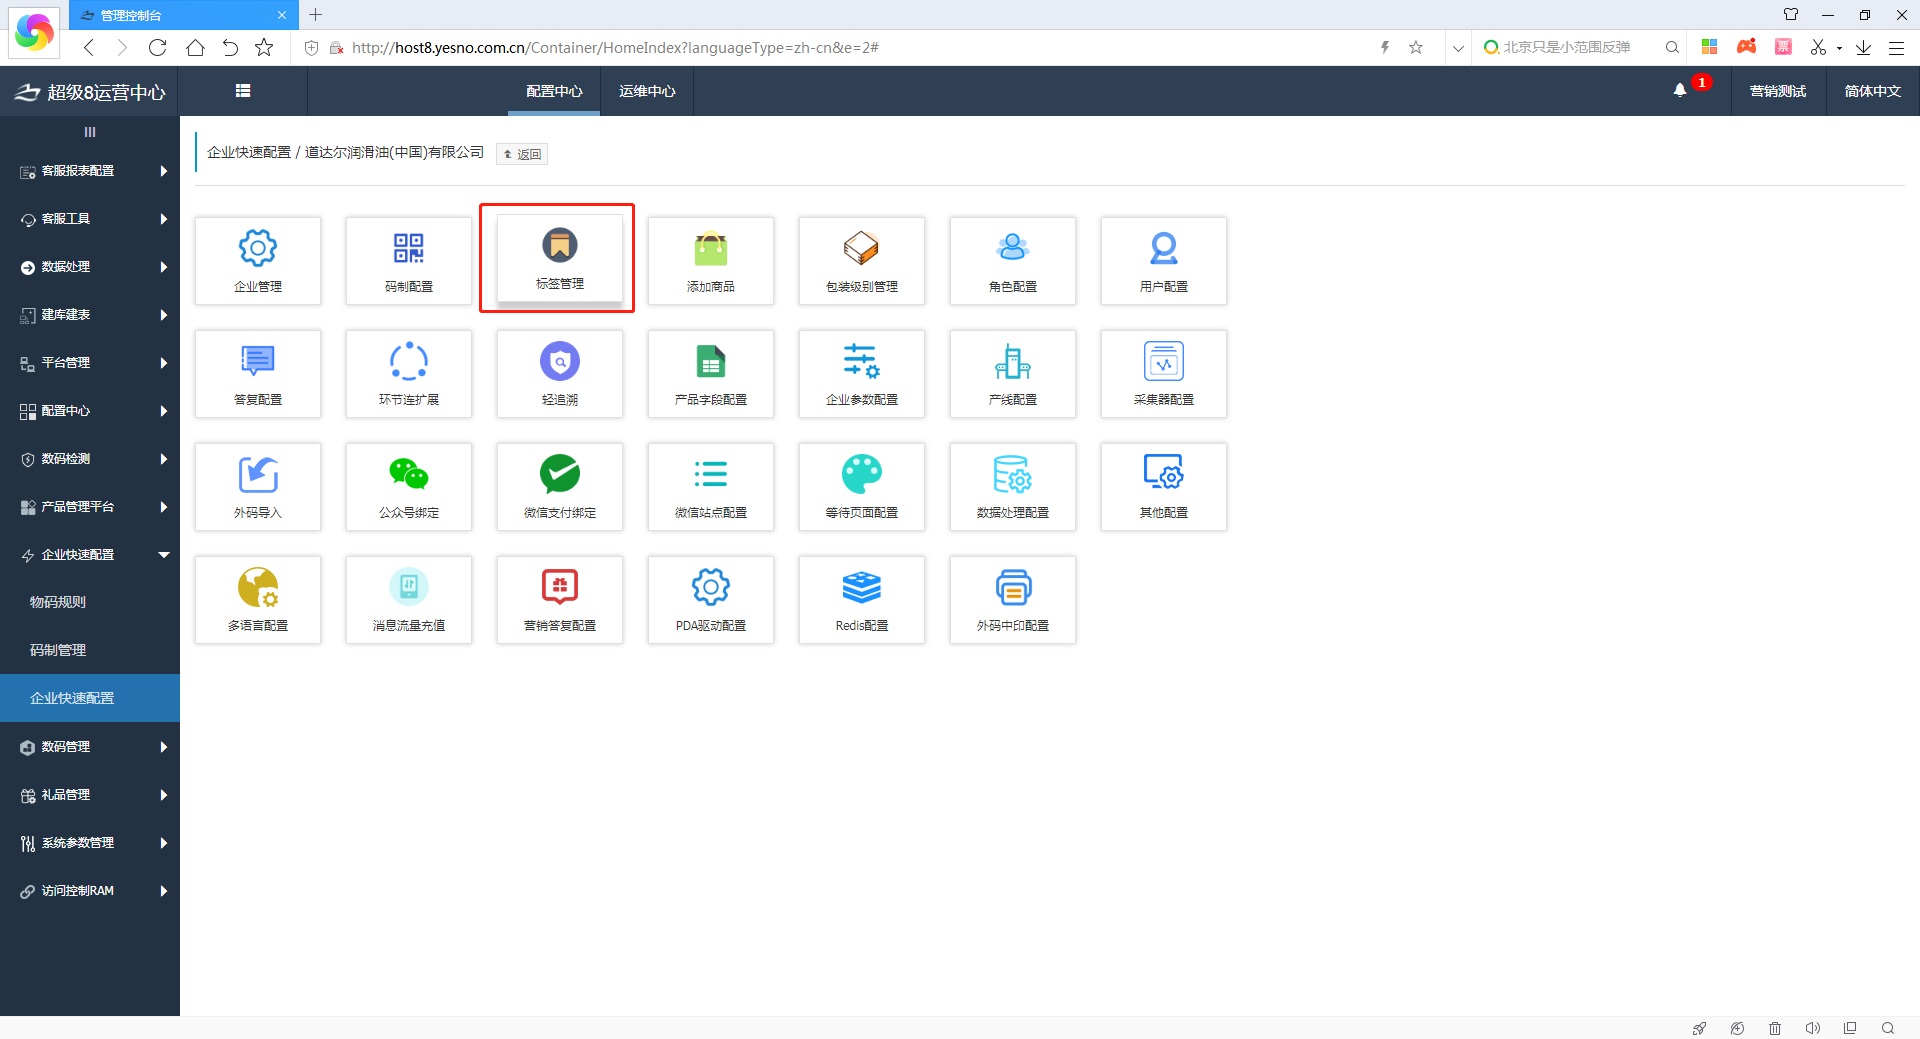 管理控制台
http://host8.yesno.com.cn/Container/HomeIndex?languageType=zh-cn&e=2#
北京只是小范围反弹
票
超级8运营中心
配置中心
运维中心
1
营销测试
简体中文
客服报表配置
客服工具
数据处理
建库建表
平台管理
配置中心
数码检测
产品管理平台
企业快速配置
物码规则
码制管理
企业快速配置
数码管理
礼品管理
系统参数管理
访问控制RAM
企业快速配置 / 道达尔润滑油(中国)有限公司
返回
企业管理
码制配置
标签管理
添加商品
包装级别管理
角色配置
用户配置
答复配置
环节连扩展
轻追溯
产品字段配置
企业参数配置
产线配置
采集器配置
外码导入
公众号绑定
微信支付绑定
微信站点配置
等待页面配置
数据处理配置
其他配置
多语言配置
消息流量充值
营销答复配置
PDA驱动配置
Redis配置
外码中印配置